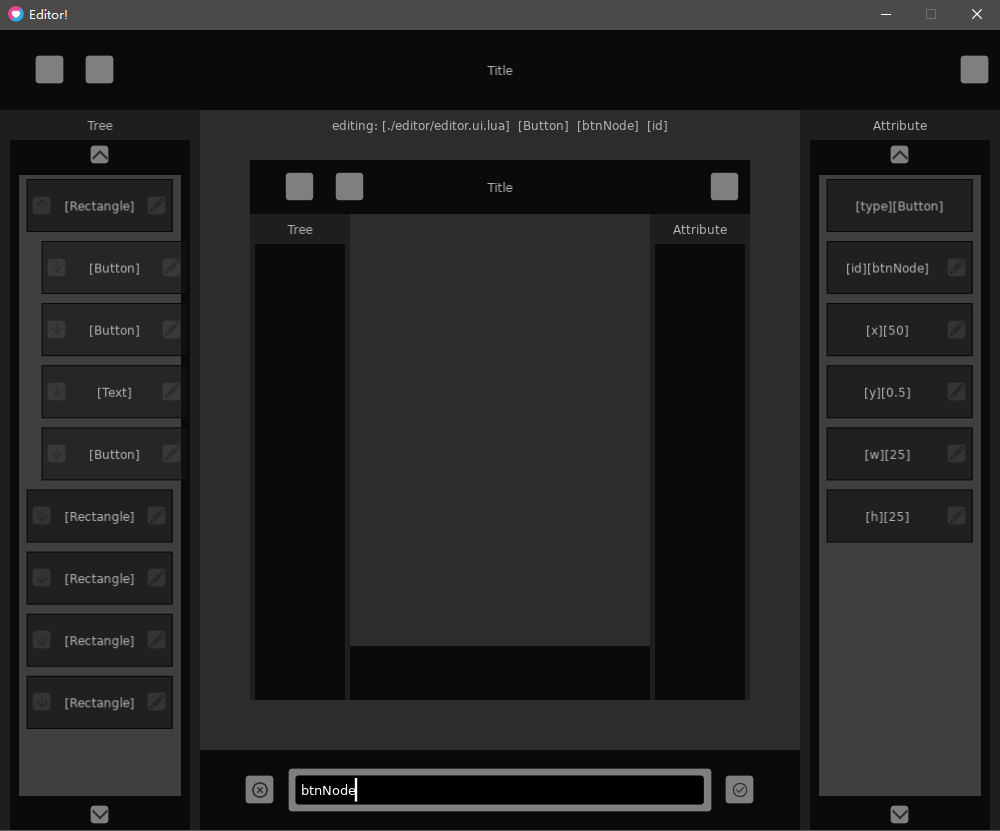 Editor!
Title
Tree
editing: [./editor/editor.ui.lua]  [Button]  [btnNode]  [id]
Attribute
[Rectangle]
[Button]
[Button]
[Text]
[Button]
[Rectangle]
[Rectangle]
[Rectangle]
[Rectangle]
Title
Tree
Attribute
[type][Button]
[id][btnNode]
[x][50]
[y][0.5]
[w][25]
[h][25]
btnNode